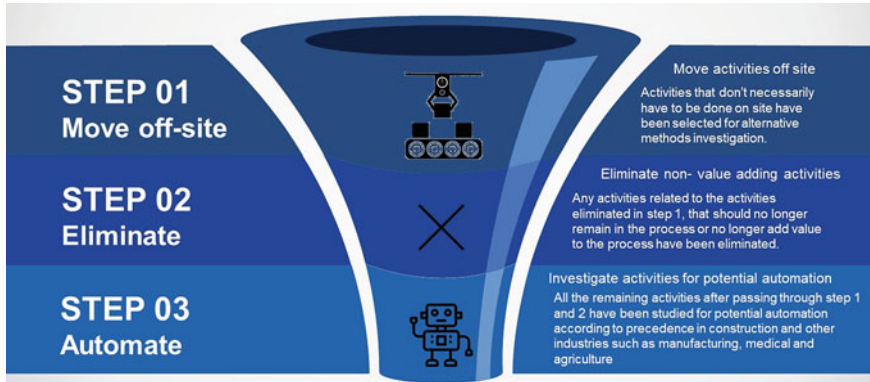 STEP 01
Move off-site
Move activities off site
Activities that don't necessarily
have to be done on site have
been selected for alternative
methods investigation.
STEP 02
Eliminate
Eliminate non- value adding activities
Any activities related to the activities
eliminated in step 1, that should no longer
remain in the process or no longer add value
to the process have been eliminated.
STEP 03
Automate
Investigate activities for potential automation
All the remaining activities after passing through step 1
and 2 have been studied for potential automation
according to precedence in construction and other
industries such as manufacturing, medical and
agriculture